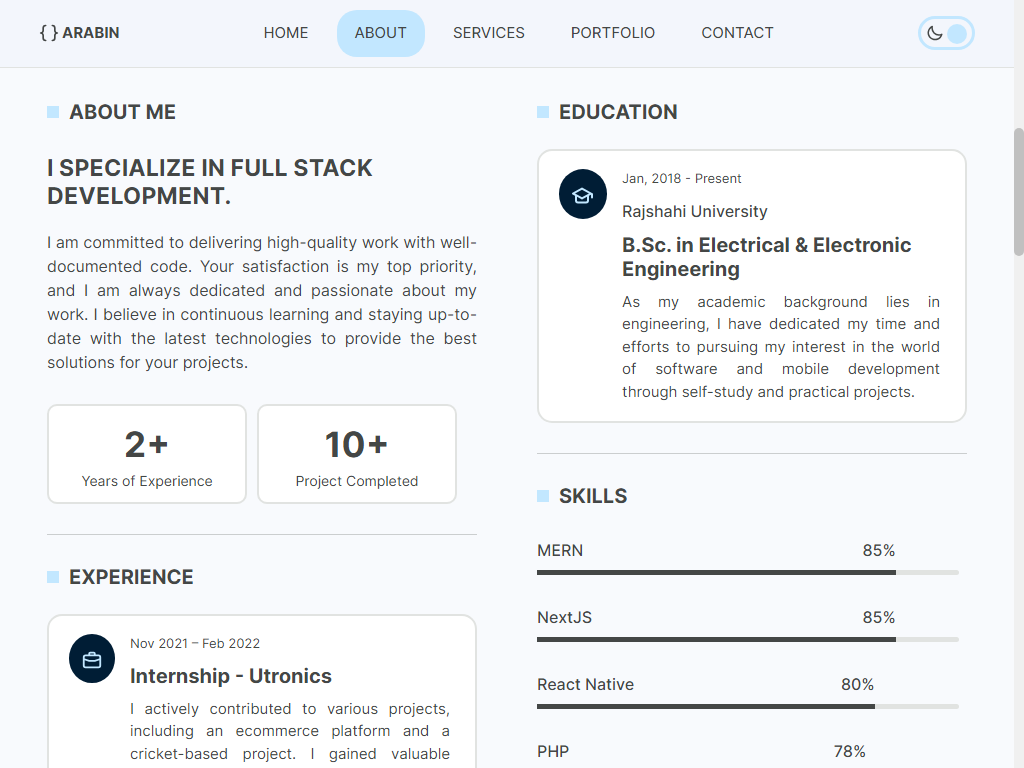 { } ARABIN
HOME
ABOUT
SERVICES
PORTFOLIO
CONTACT
ABOUT ME
I SPECIALIZE IN FULL STACK
DEVELOPMENT.
I am committed to delivering high-quality work with well-
documented code. Your satisfaction is my top priority,
and I am always dedicated and passionate about my
work. I believe in continuous learning and staying up-to-
date with the latest technologies to provide the best
solutions for your projects.
2+
Years of Experience
10+
Project Completed
EXPERIENCE
Nov 2021 – Feb 2022
Internship - Utronics
I actively contributed to various projects,
including an ecommerce platform and a
cricket-based project. I gained valuable
EDUCATION
Jan, 2018 - Present
Rajshahi University
B.Sc. in Electrical & Electronic
Engineering
As my academic background lies in
engineering, I have dedicated my time and
efforts to pursuing my interest in the world
of software and mobile development
through self-study and practical projects.
SKILLS
MERN 85%
NextJS 85%
React Native 80%
PHP 78%